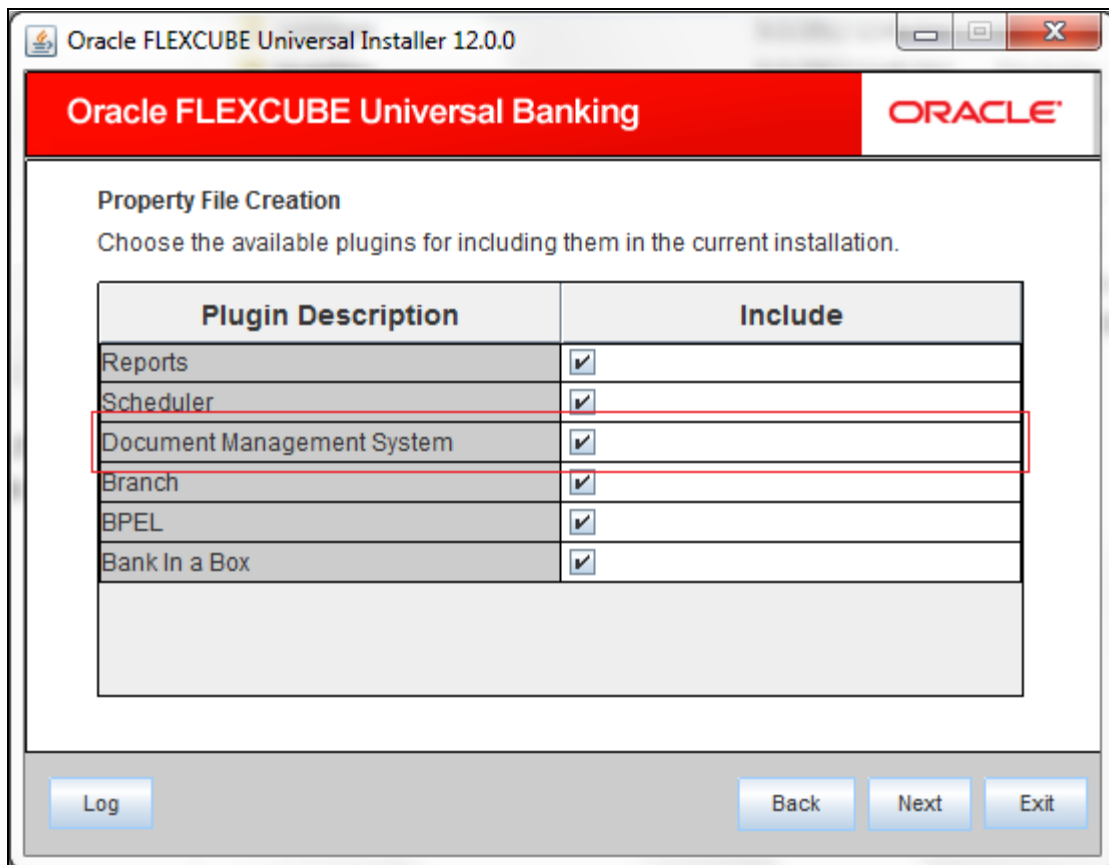 Oracle FLEXCUBE Universal Installer 12.0.0
Oracle FLEXCUBE Universal Banking
ORACLE
Property File Creation
Choose the available plugins for including them in the current installation.
Plugin Description Include
Reports
Scheduler
Document Management System
Branch
BPEL
Bank In a Box
Log Back Next Exit